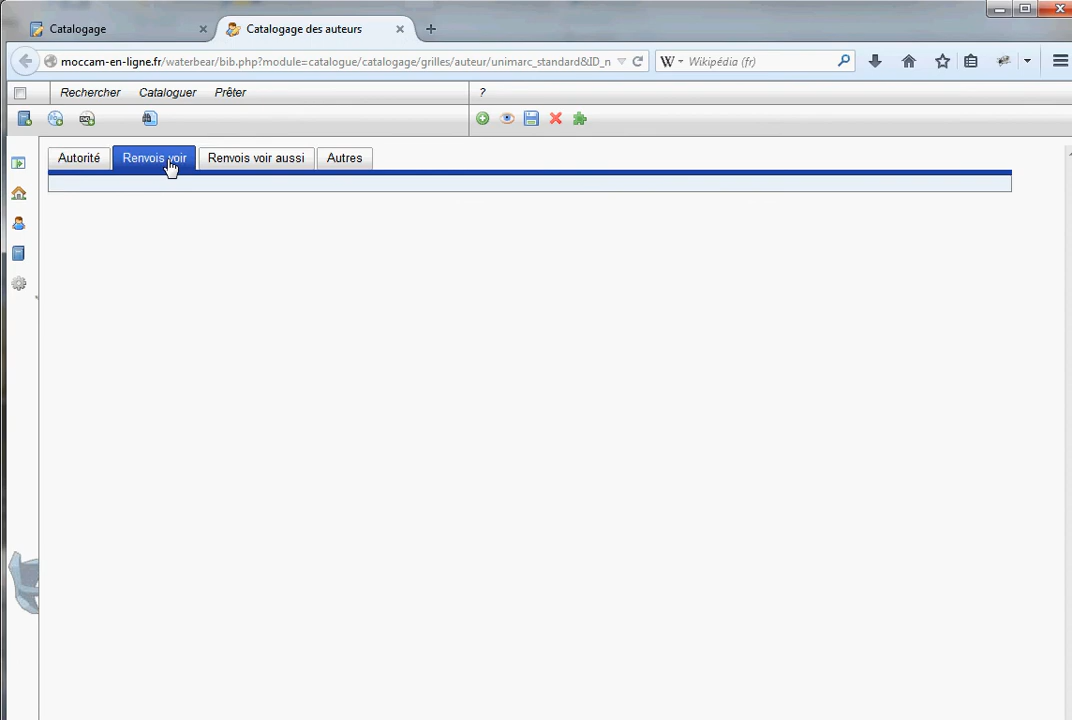 Catalogage
Catalogage des auteurs
moccam-en-ligne.fr/waterbear/bib.php?module=catalogue/catalogage/grilles/auteur/unimarc_standard&ID_n
W
Wikipédia (fr)
Rechercher Cataloguer Prêter
?
Autorité Renvois voir Renvois voir aussi Autres